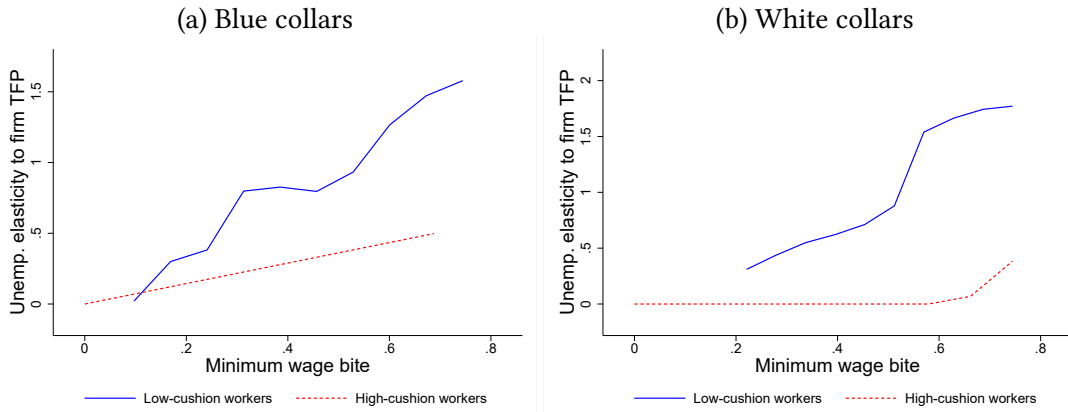 (a) Blue collars
Unemp. elasticity to firm TFP
1.5
1
.5
0
0 .2 .4 .6 .8
Minimum wage bite
Low-cushion workers High-cushion workers
(b) White collars
Unemp. elasticity to firm TFP
2
1.5
1
.5
0
0 .2 .4 .6 .8
Minimum wage bite
Low-cushion workers High-cushion workers